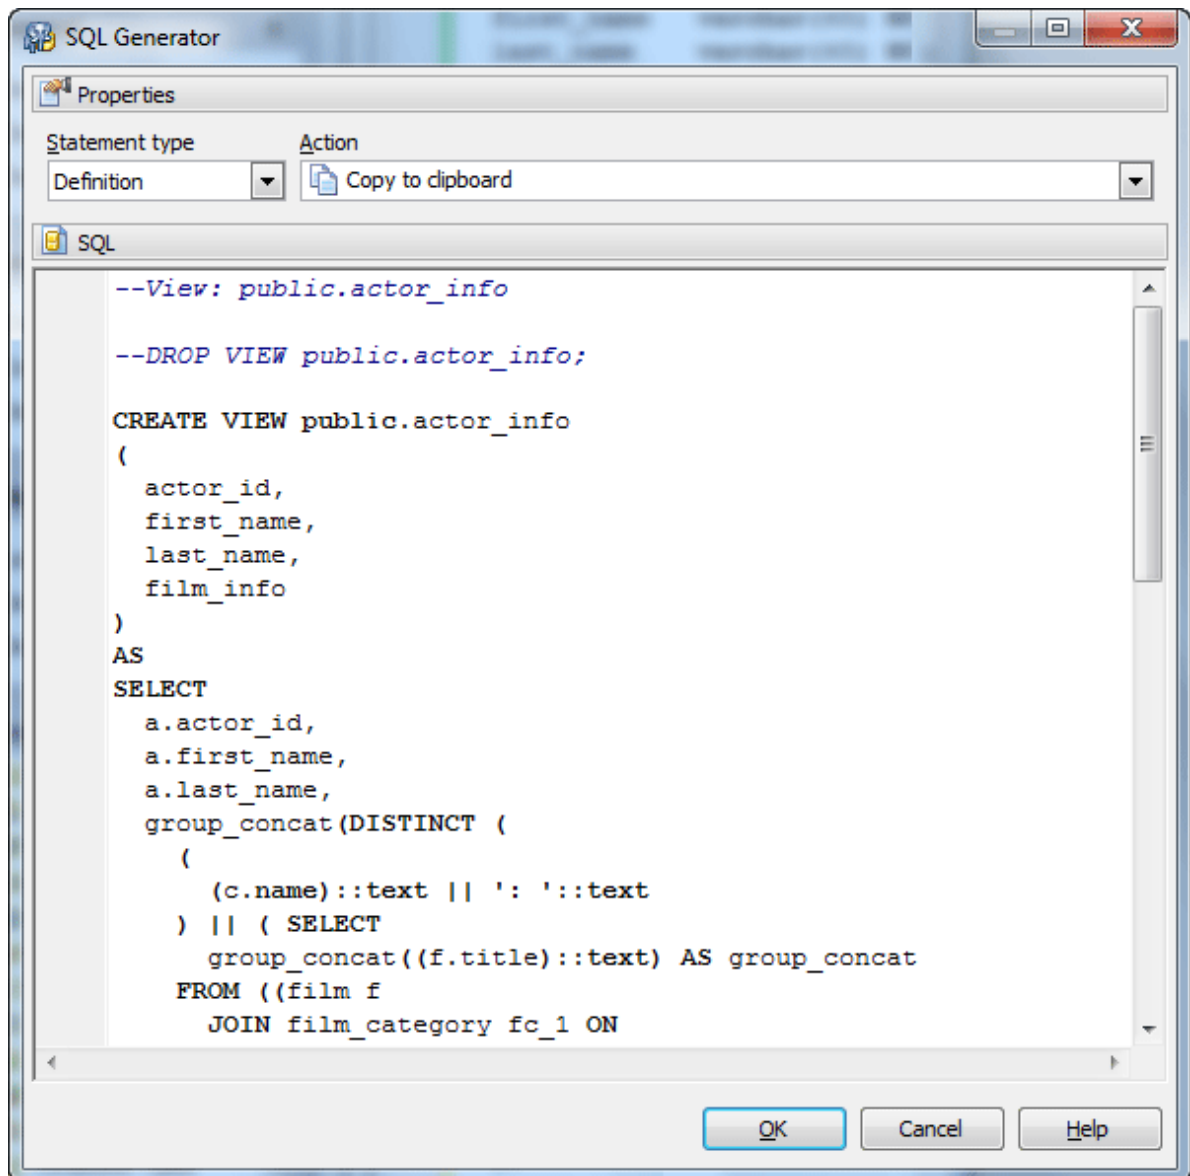 SQL Generator
Properties
Statement type
Action
Definition
Copy to clipboard
SQL
--View: public.actor_info
--DROP VIEW public.actor_info;
CREATE VIEW public.actor_info
(
actor_id,
first_name,
last_name,
film_info
)
AS
SELECT
a.actor_id,
a.first_name,
a.last_name,
group_concat(DISTINCT (
(
(c.name)::text || ': '::text
) || ( SELECT
group_concat((f.title)::text) AS group_concat
FROM ((film f
JOIN film_category fc_1 ON
OK
Cancel
Help